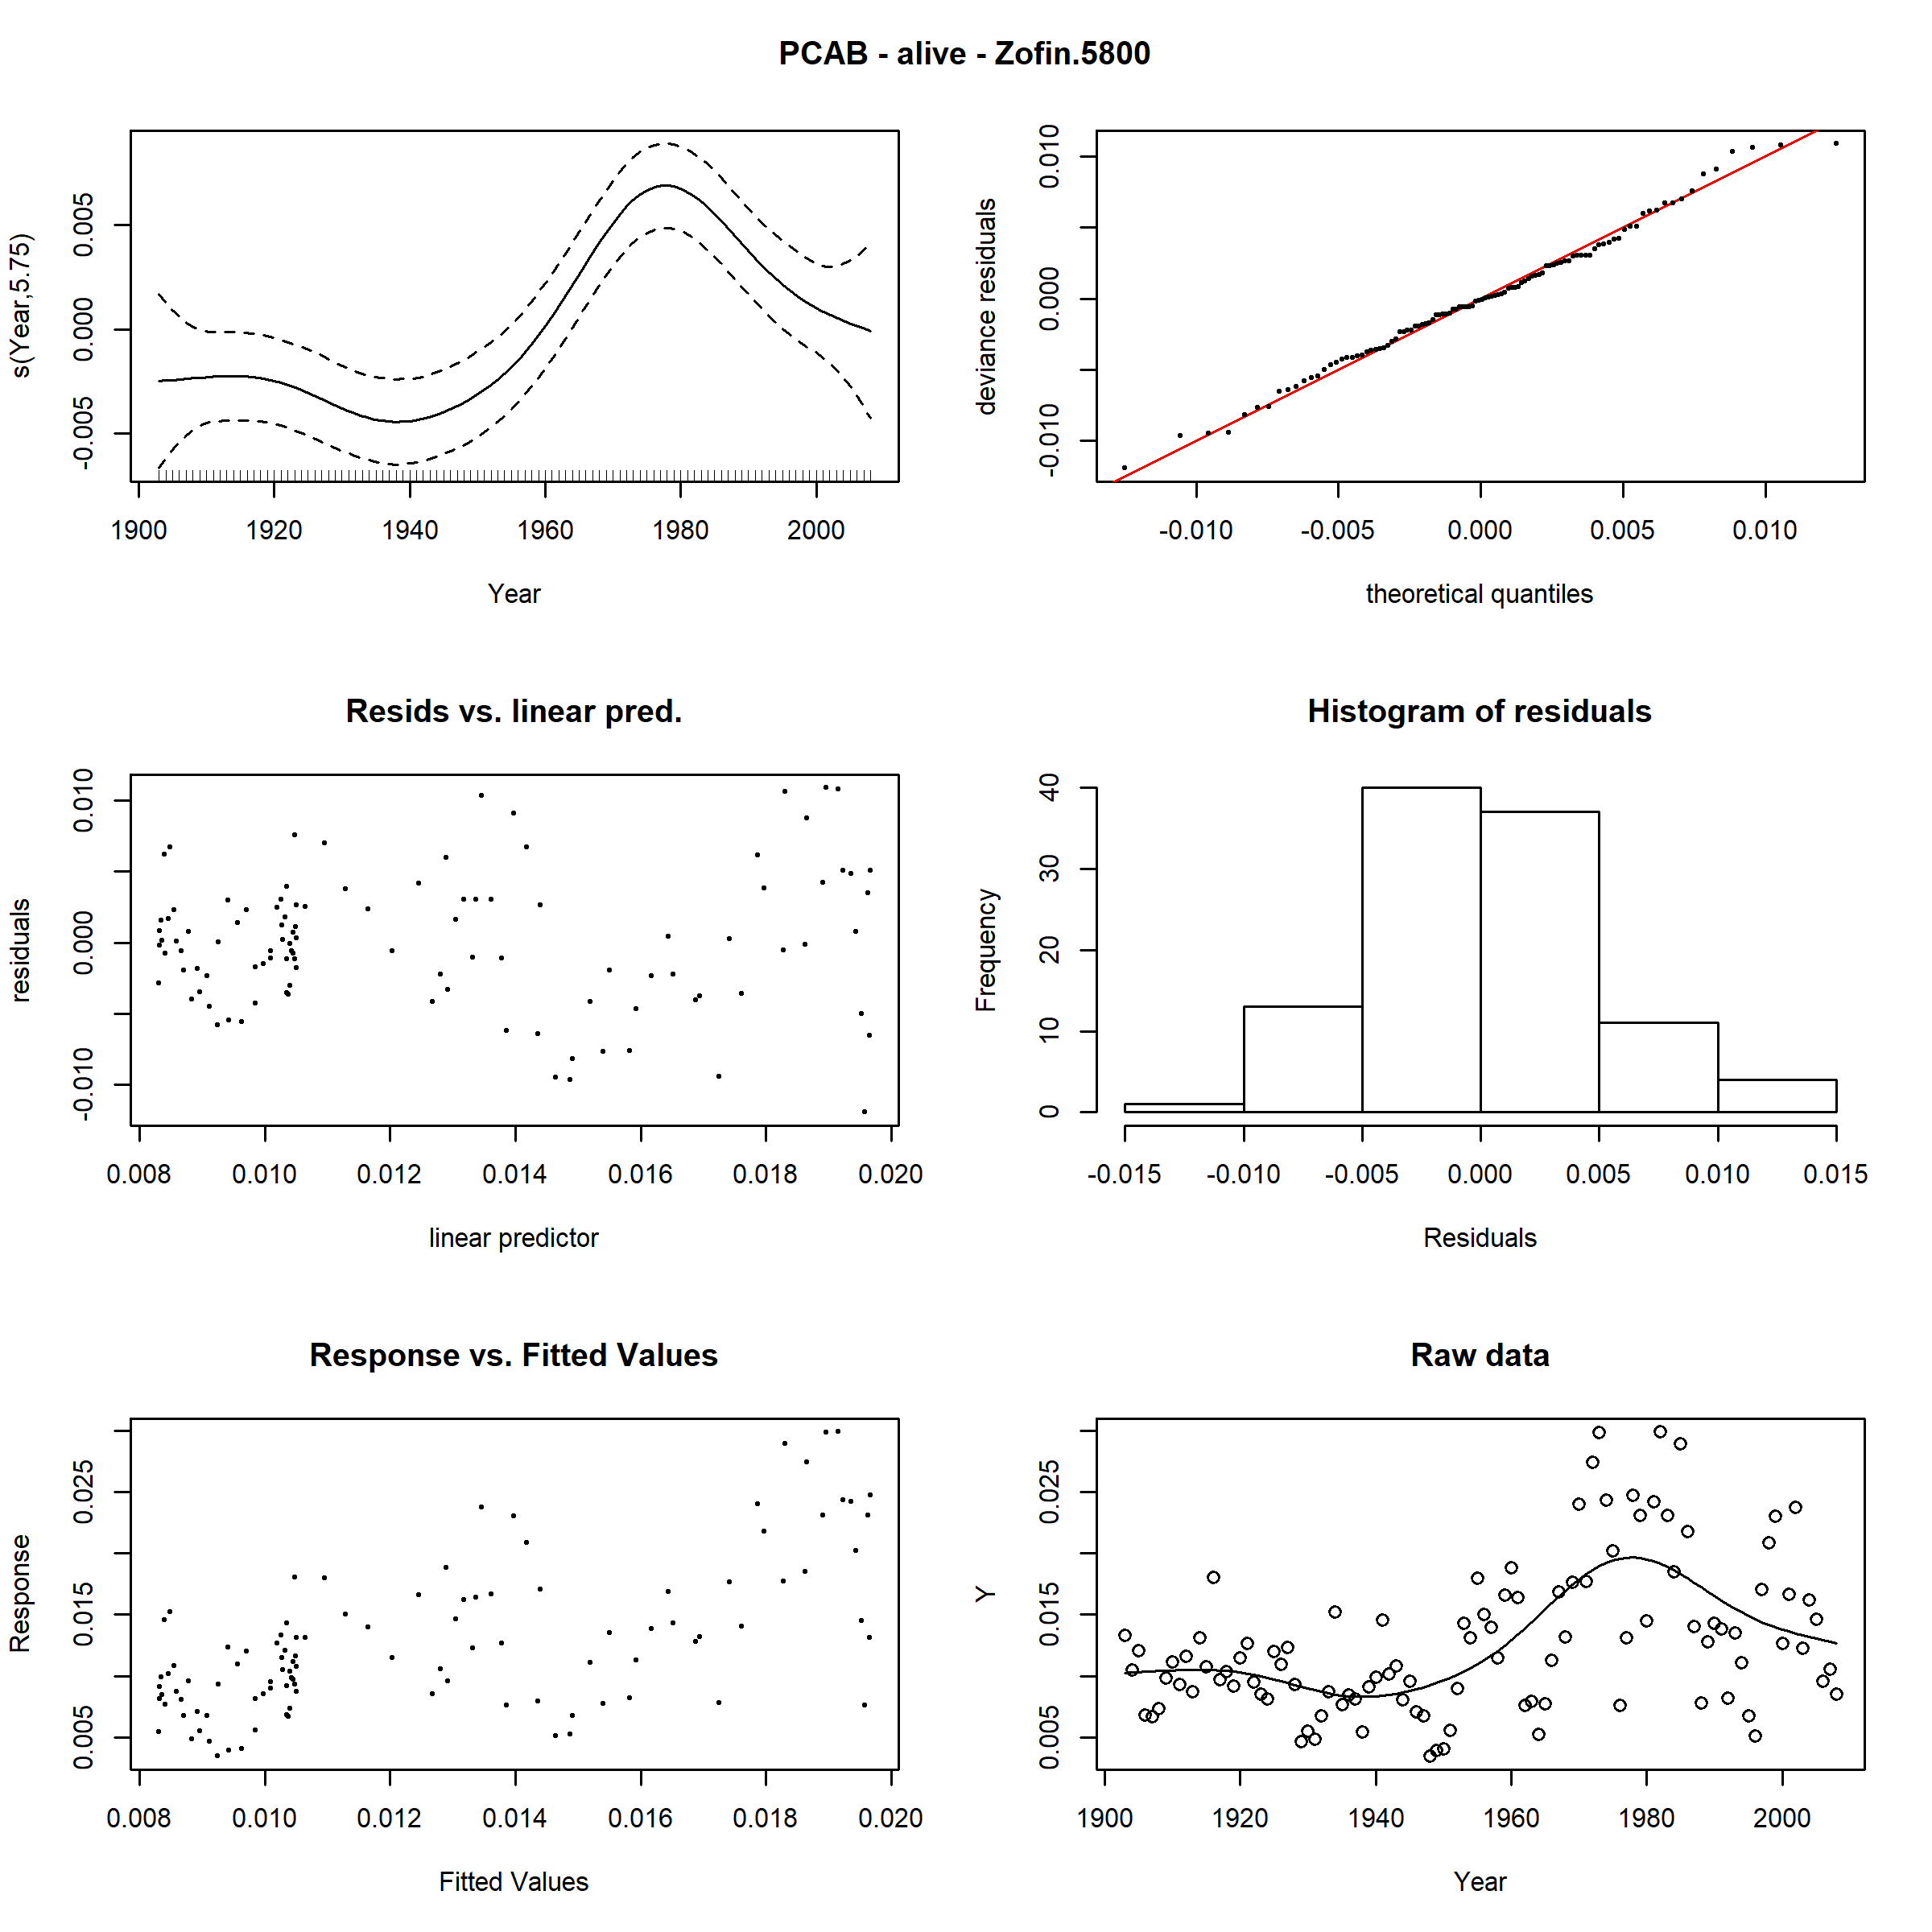 PCAB - alive - Zofin.5800
s(Year,5.75)
-0.005 0.000 0.005
1900 1920 1940 1960 1980 2000
Year
deviance residuals
-0.010 0.000 0.010
-0.010 -0.005 0.000 0.005 0.010
theoretical quantiles
Resids vs. linear pred.
residuals
-0.010 0.000 0.010
0.008 0.010 0.012 0.014 0.016 0.018 0.020
linear predictor
Histogram of residuals
Frequency
0 10 20 30 40
-0.015 -0.010 -0.005 0.000 0.005 0.010 0.015
Residuals
Response vs. Fitted Values
Response
0.005 0.015 0.025
0.008 0.010 0.012 0.014 0.016 0.018 0.020
Fitted Values
Raw data
Y
0.005 0.015 0.025
1900 1920 1940 1960 1980 2000
Year